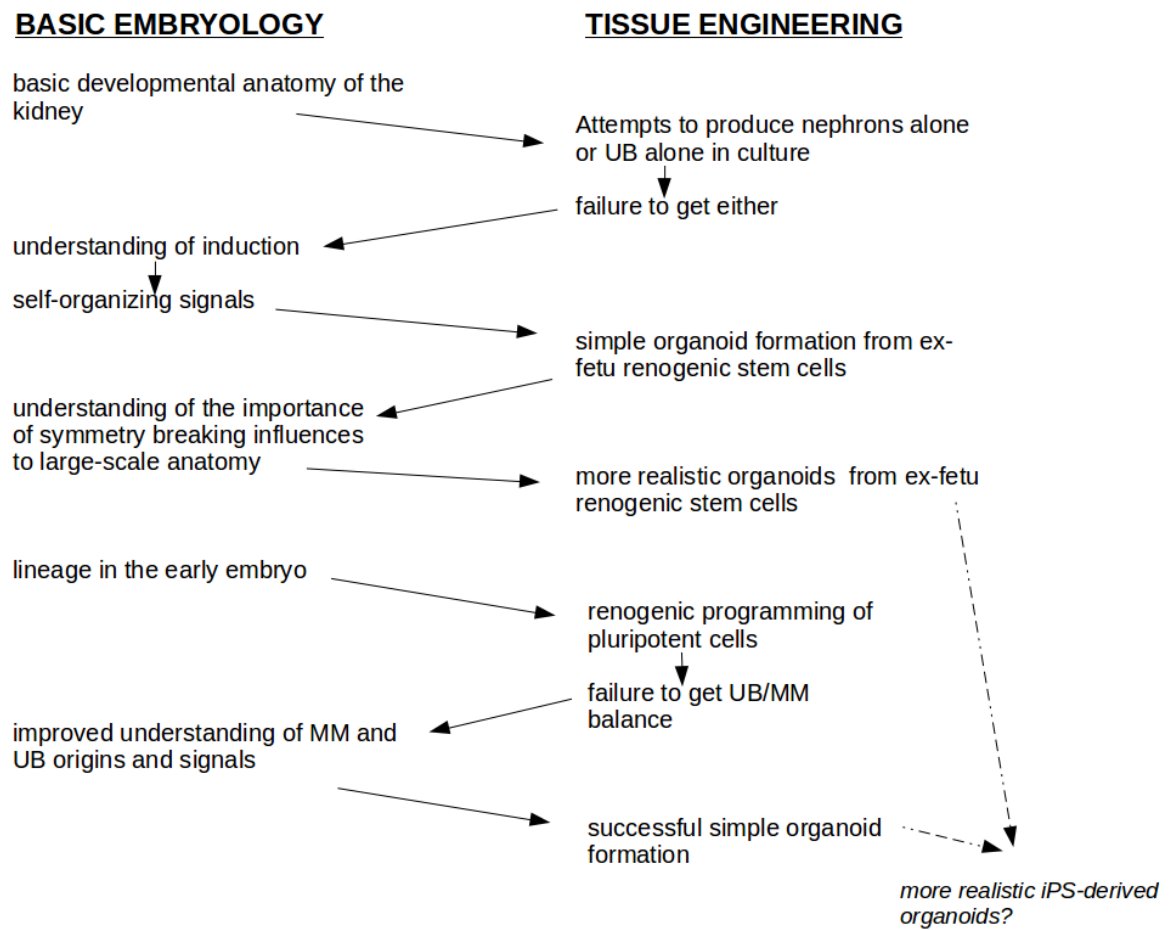 BASIC EMBRYOLOGY
TISSUE ENGINEERING
basic developmental anatomy of the
kidney
Attempts to produce nephrons alone
or UB alone in culture
failure to get either
understanding of induction
self-organizing signals
simple organoid formation from ex-
fetu renogenic stem cells
understanding of the importance
of symmetry breaking influences
to large-scale anatomy
more realistic organoids from ex-fetu
renogenic stem cells
lineage in the early embryo
renogenic programming of
pluripotent cells
failure to get UB/MM
balance
improved understanding of MM and
UB origins and signals
successful simple organoid
formation
more realistic iPS-derived
organoids?